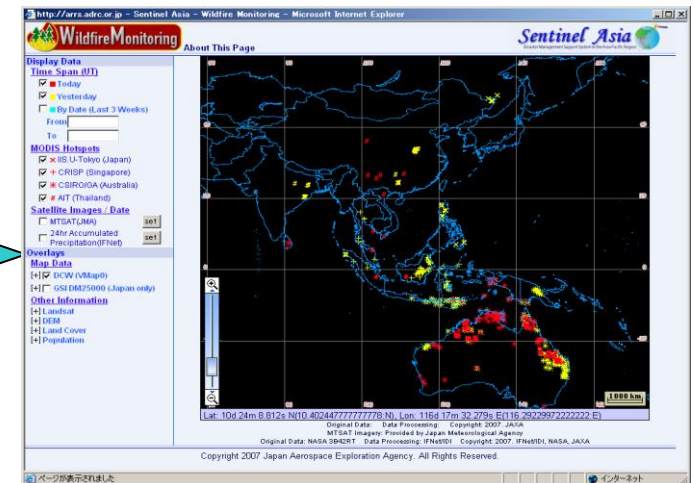 http://arrs.adrc.or.jp - Sentinel Asia - Wildfire Monitoring - Microsoft Internet Explorer
WildfireMonitoring
About This Page
Sentinel Asia
Display Data
Time Span (UT)
Today
Yesterday
By Date (Last 3 Weeks)
From
To
MODIS Hotspots
× IIS.U-Tokyo (Japan)
+ CRISP (Singapore)
CSIRO/GA (Australia)
# AIT (Thailand)
Satellite Images / Date
MTSAT(JMA) set
24hr Accumulated
Precipitation(IFNet) set
Overlays
Map Data
[+] DCW (VMap0)
[+] GSI DM25000 (Japan only)
Other Information
[+] Landsat
[+] DEM
[+] Land Cover
[+] Population
1000 km
Lat: 10d 24m 8.812s N(10.402447777777778:N), Lon: 116d 17m 32.279s E(116.29229972222222:E)
Original Data: Data Processing: Copyright 2007. JAXA
MTSAT Imagery: Provided by Japan Meteorological Agency
Original Data: NASA 3B42RT Data Processing: IFNet/IDI Copyright: 2007. IFNet/IDI, NASA, JAXA
Copyright 2007 Japan Aerospace Exploration Agency. All Rights Reserved.
ページが表示されました
インターネット